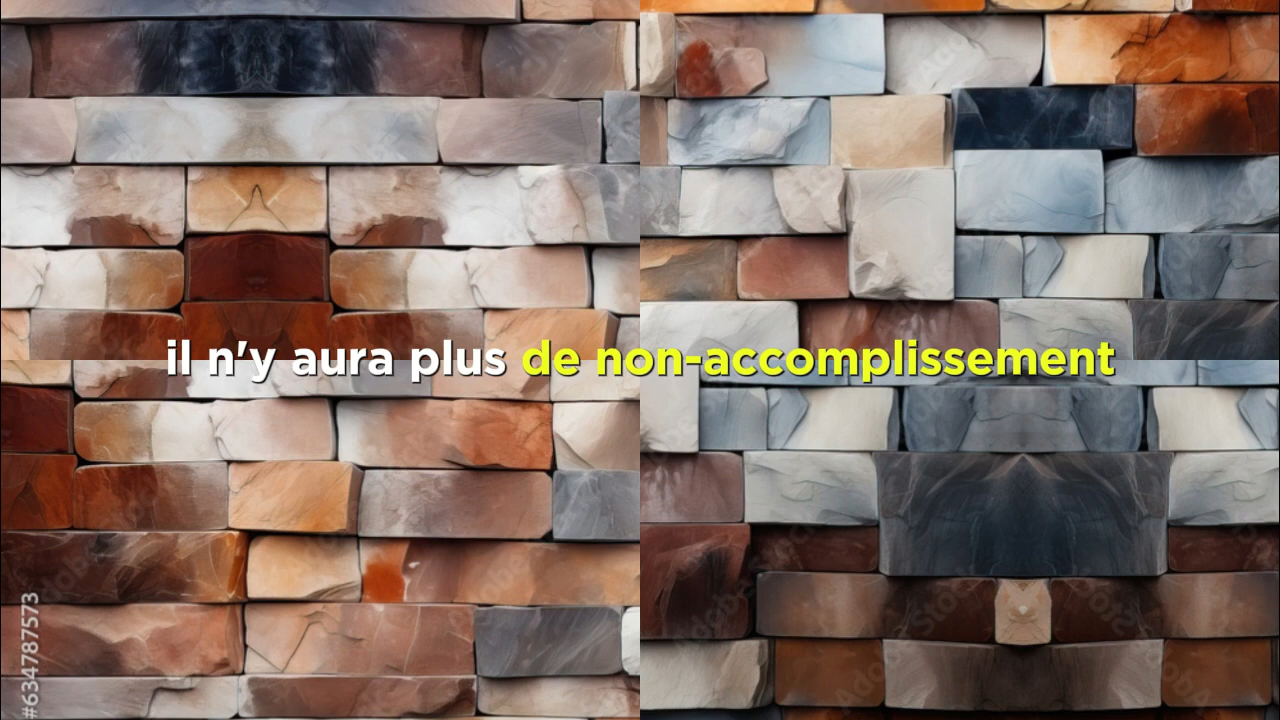 il n'y aura plus de non-accomplissement
#634787573